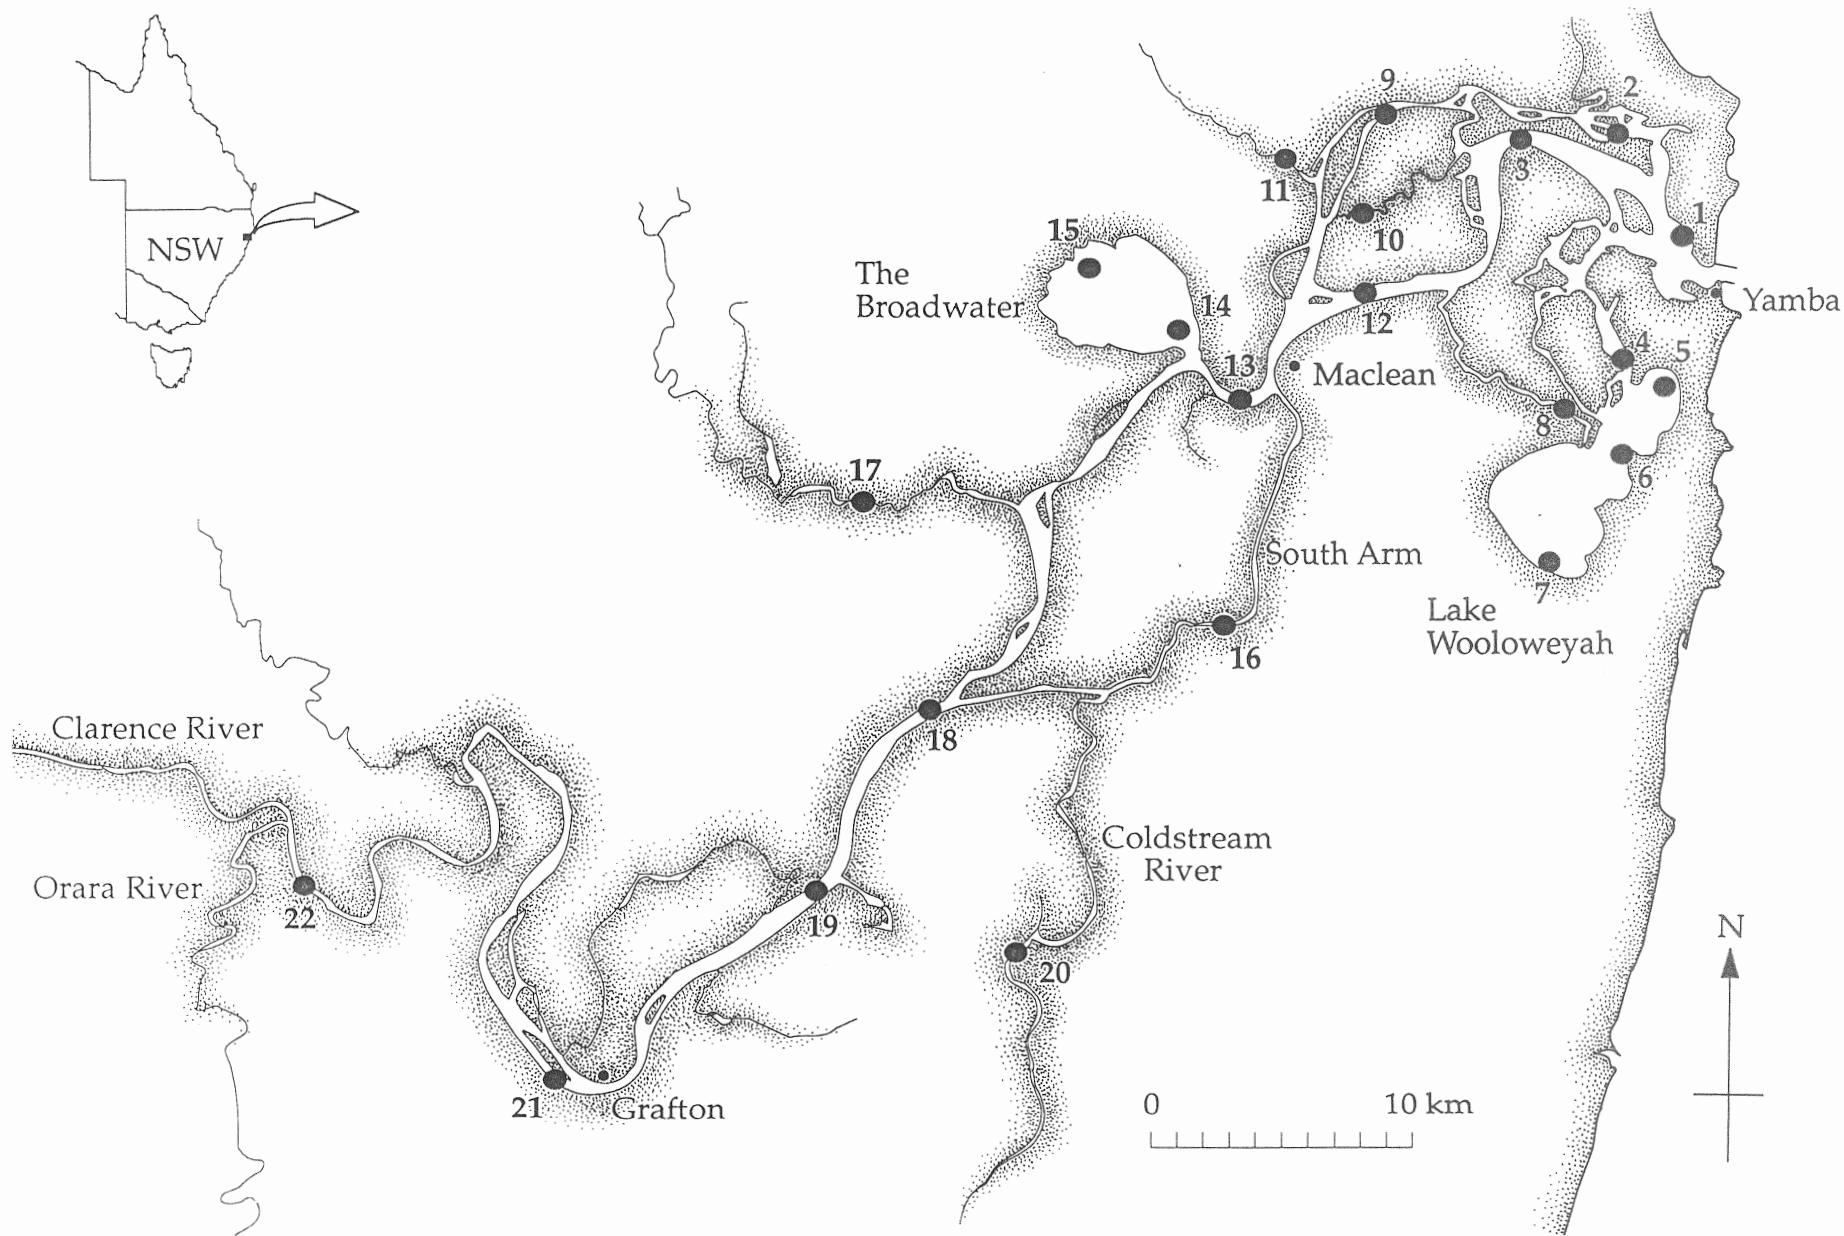 NSW
9
2
3
11
1
10
15
The
Broadwater
14
12
Yamba
13
Maclean
4
5
8
6
17
South Arm
7
Lake
Wooloweyah
16
Clarence River
18
Coldstream
River
Orara River
22
19
20
N
21
Grafton
0
10 km